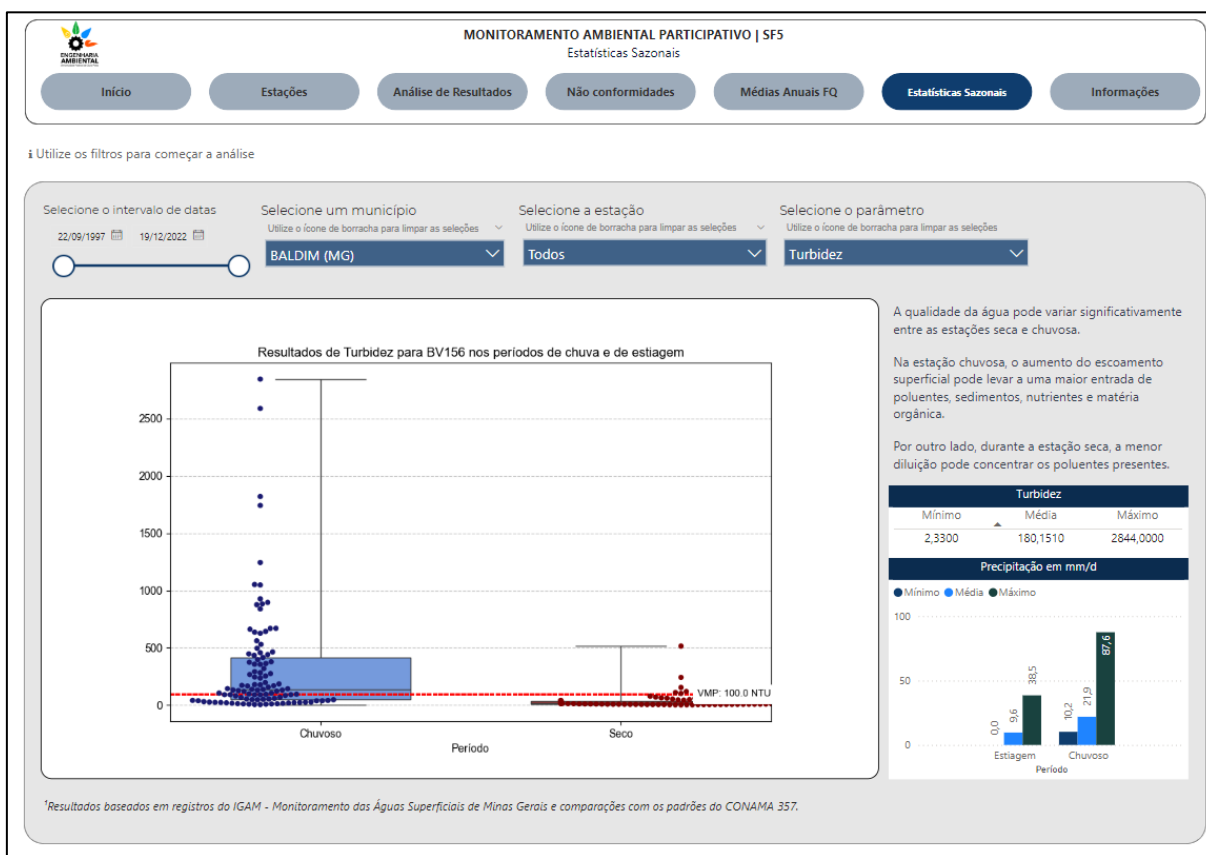 MONITORAMENTO AMBIENTAL PARTICIPATIVO | SF5
Estatísticas Sazonais
ENGENHARIA
AMBIENTAL
Início
Estações
Análise de Resultados
Não conformidades
Médias Anuais FQ
Estatísticas Sazonais
Informações
ℹ Utilize os filtros para começar a análise
Selecione o intervalo de datas
22/09/1997
19/12/2022
Selecione um município
Utilize o ícone de borracha para limpar as seleções
BALDIM (MG)
Selecione a estação
Utilize o ícone de borracha para limpar as seleções
Todos
Selecione o parâmetro
Utilize o ícone de borracha para limpar as seleções
Turbidez
Resultados de Turbidez para BV156 nos períodos de chuva e de estiagem
2500
2000
1500
1000
500
0
VMP: 100.0 NTU
Chuvoso
Seco
Período
A qualidade da água pode variar significativamente
entre as estações seca e chuvosa.
Na estação chuvosa, o aumento do escoamento
superficial pode levar a uma maior entrada de
poluentes, sedimentos, nutrientes e matéria
orgânica.
Por outro lado, durante a estação seca, a menor
diluição pode concentrar os poluentes presentes.
Turbidez
Mínimo Média Máximo
2,3300 180,1510 2844,0000
Precipitação em mm/d
Mínimo Média Máximo
100
50
0
0,0
9,6
38,5
10,2
21,9
87,6
Estiagem
Chuvoso
Período
¹Resultados baseados em registros do IGAM - Monitoramento das Águas Superficiais de Minas Gerais e comparações com os padrões do CONAMA 357.